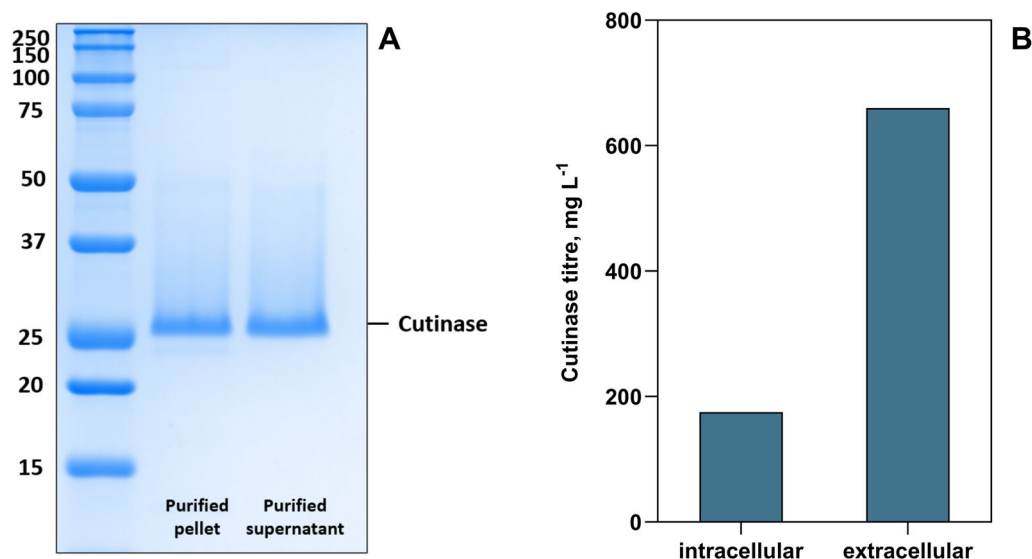 A
250
150
100
75
50
37
25
20
15
Cutinase
Purified
pellet
Purified
supernatant
B
Cutinase titre, mg L⁻¹
800
600
400
200
0
intracellular
extracellular